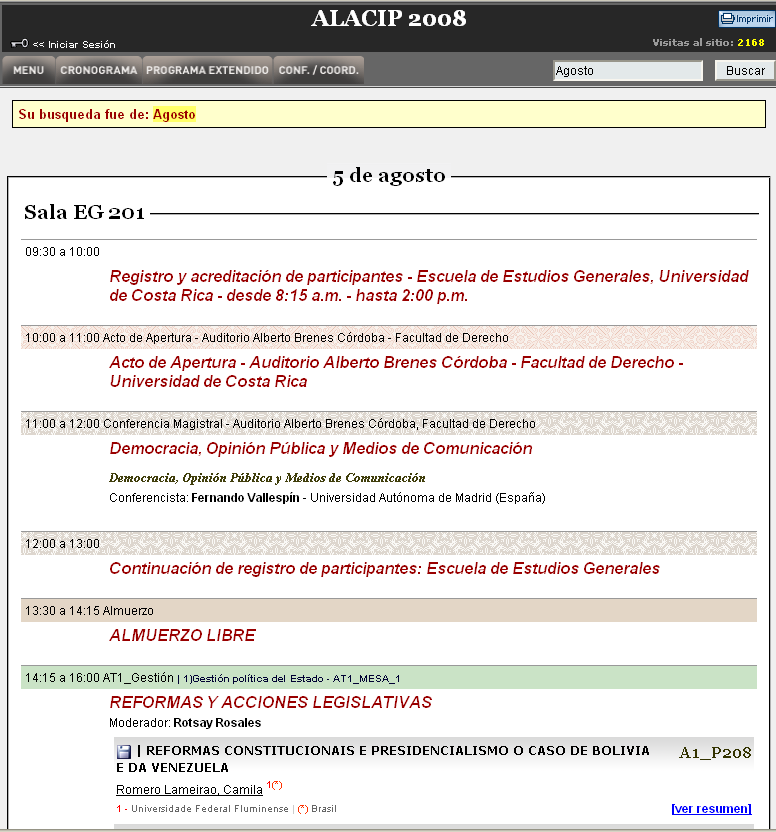 ALACIP 2008
Imprimir
<< Iniciar Sesión
Visitas al sitio: 2168
MENU CRONOGRAMA PROGRAMA EXTENDIDO CONF. / COORD.
Agosto
Buscar
Su busqueda fue de: Agosto
5 de agosto
Sala EG 201
09:30 a 10:00
Registro y acreditación de participantes - Escuela de Estudios Generales, Universidad
de Costa Rica - desde 8:15 a.m. - hasta 2:00 p.m.
10:00 a 11:00 Acto de Apertura - Auditorio Alberto Brenes Córdoba - Facultad de Derecho
Acto de Apertura - Auditorio Alberto Brenes Córdoba - Facultad de Derecho -
Universidad de Costa Rica
11:00 a 12:00 Conferencia Magistral - Auditorio Alberto Brenes Córdoba, Facultad de Derecho
Democracia, Opinión Pública y Medios de Comunicación
Democracia, Opinión Pública y Medios de Comunicación
Conferencista: Fernando Vallespín - Universidad Autónoma de Madrid (España)
12:00 a 13:00
Continuación de registro de participantes: Escuela de Estudios Generales
13:30 a 14:15 Almuerzo
ALMUERZO LIBRE
14:15 a 16:00 AT1_Gestión | 1)Gestión política del Estado - AT1_MESA_1
REFORMAS Y ACCIONES LEGISLATIVAS
Moderador: Rotsay Rosales
| REFORMAS CONSTITUCIONAIS E PRESIDENCIALISMO O CASO DE BOLIVIA
E DA VENEZUELA
A1_P208
Romero Lameirao, Camila 1(*)
1 - Universidade Federal Fluminense | (*) Brasil
[ver resumen]